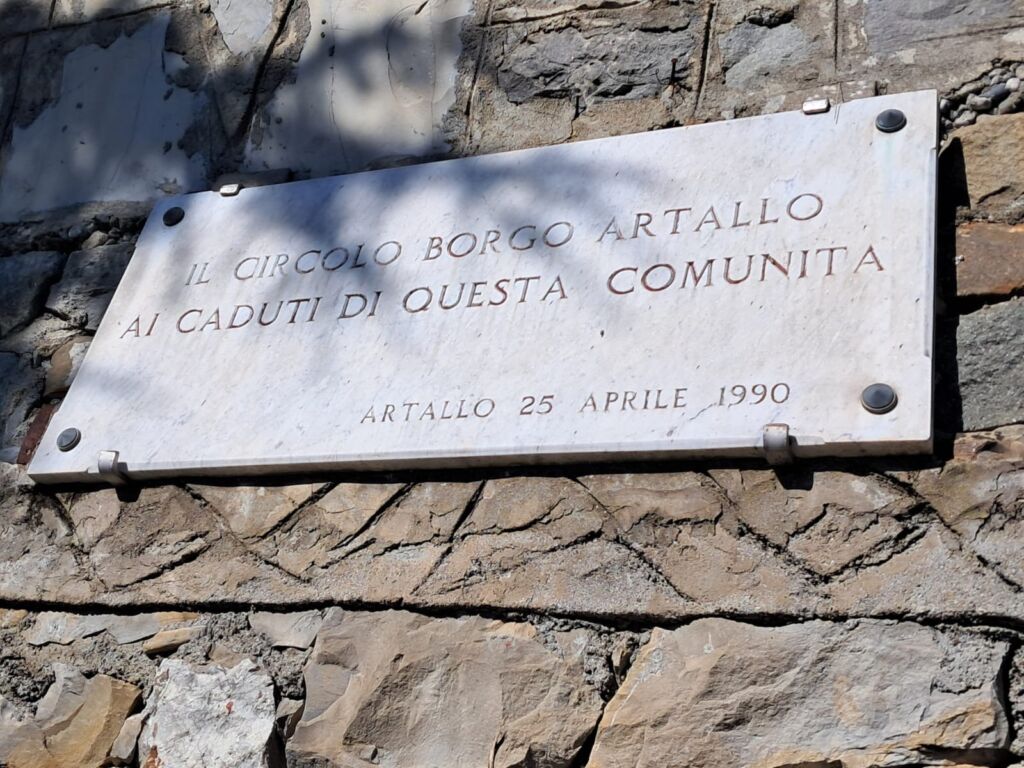 IL CIRCOLO BORGO ARTALLO
AI CADUTI DI QUESTA COMUNITA
ARTALLO 25 APRILE 1990